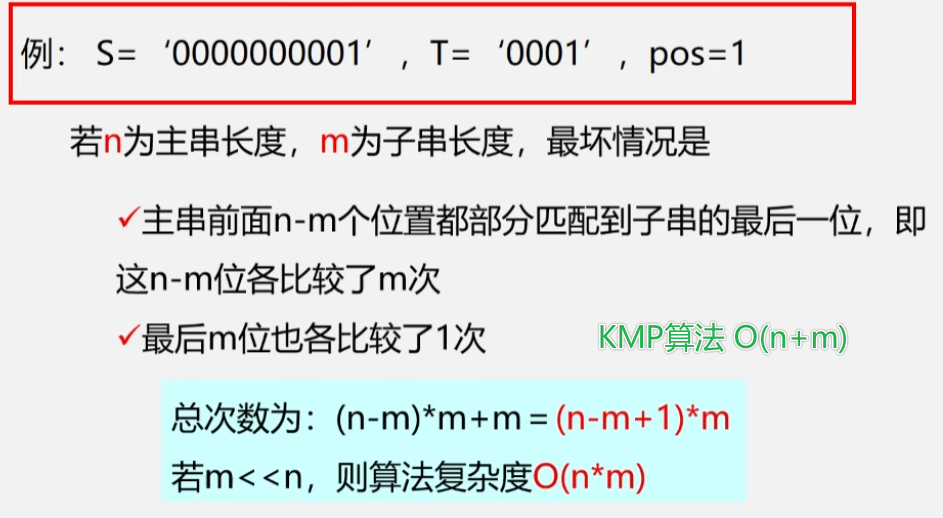 例： S= ‘0000000001’ ，T= ‘0001’ ，pos=1
若n为主串长度，m为子串长度，最坏情况是
✓主串前面n-m个位置都部分匹配到子串的最后一位，即
这n-m位各比较了m次
✓最后m位也各比较了1次
KMP算法 O(n+m)
总次数为：(n-m)*m+m＝(n-m+1)*m
若m<<n，则算法复杂度O(n*m)